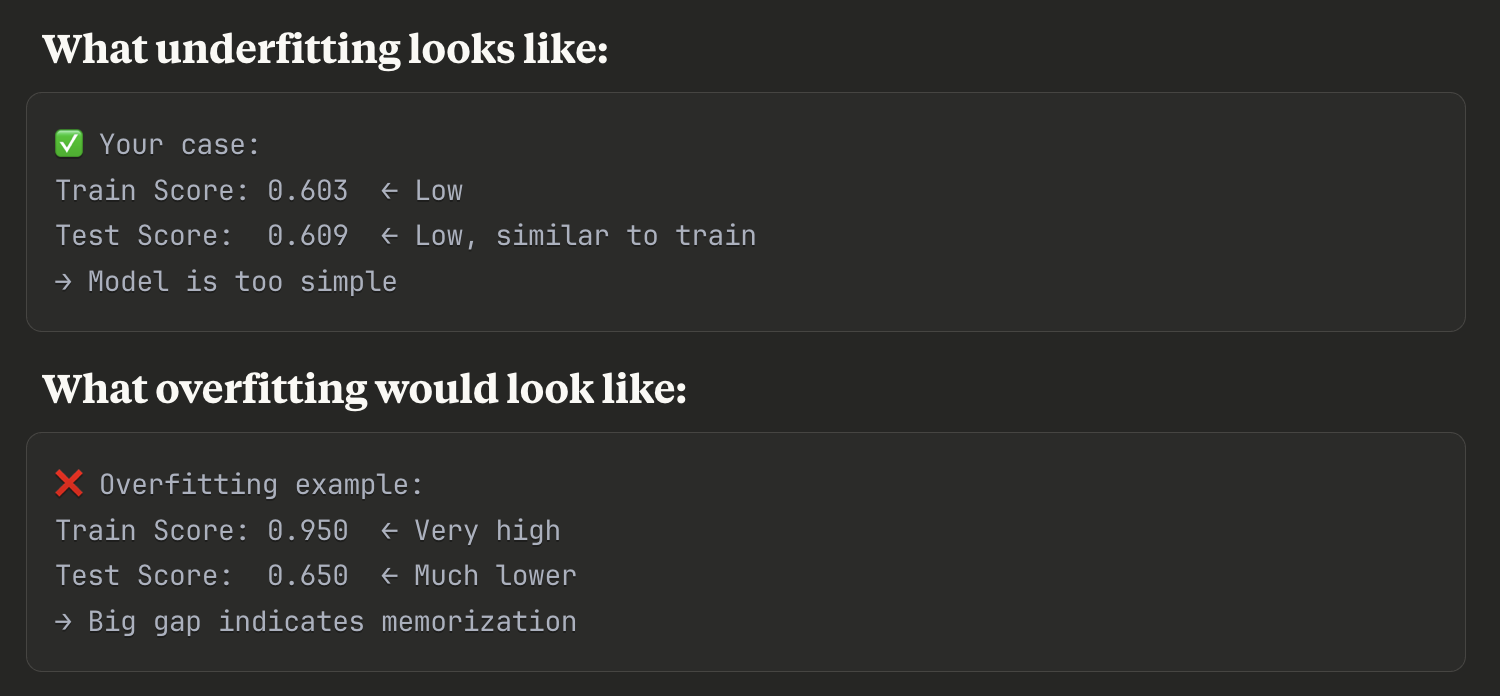 What underfitting looks like:
✅ Your case:
Train Score: 0.603  ← Low
Test Score:  0.609  ← Low, similar to train
→ Model is too simple
What overfitting would look like:
❌ Overfitting example:
Train Score: 0.950  ← Very high
Test Score:  0.650  ← Much lower
→ Big gap indicates memorization